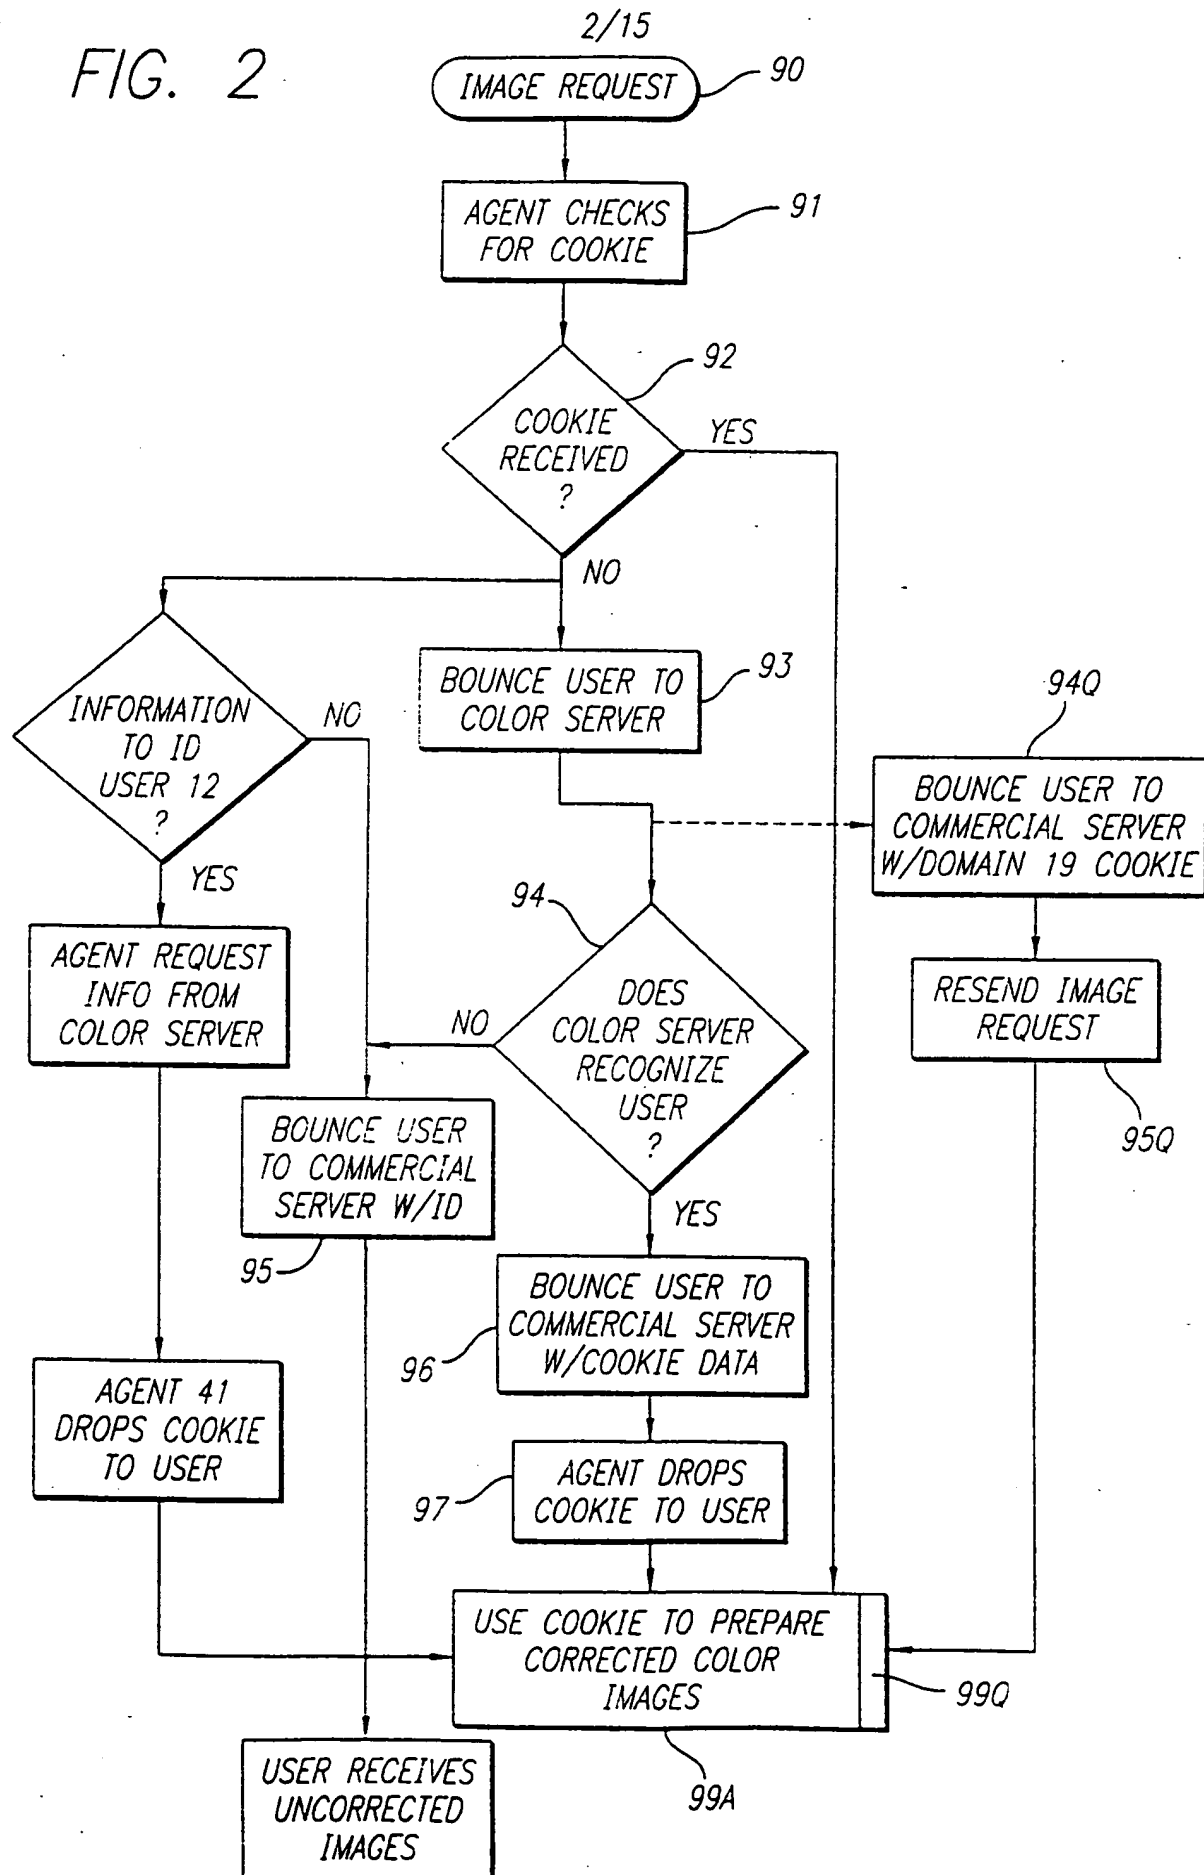 2/15
FIG. 2
IMAGE REQUEST
90
AGENT CHECKS
FOR COOKIE
91
92
COOKIE
RECEIVED
?
YES
NO
INFORMATION
TO ID
USER 12
?
NO
YES
BOUNCE USER TO
COLOR SERVER
93
94Q
BOUNCE USER TO
COMMERCIAL SERVER
W/DOMAIN 19 COOKIE
94
AGENT REQUEST
INFO FROM
COLOR SERVER
DOES
COLOR SERVER
RECOGNIZE
USER
?
NO
YES
RESEND IMAGE
REQUEST
95Q
BOUNCE USER
TO COMMERCIAL
SERVER W/ID
95
BOUNCE USER TO
COMMERCIAL SERVER
W/COOKIE DATA
96
AGENT 41
DROPS COOKIE
TO USER
AGENT DROPS
COOKIE TO USER
97
USE COOKIE TO PREPARE
CORRECTED COLOR
IMAGES
99Q
99A
USER RECEIVES
UNCORRECTED
IMAGES